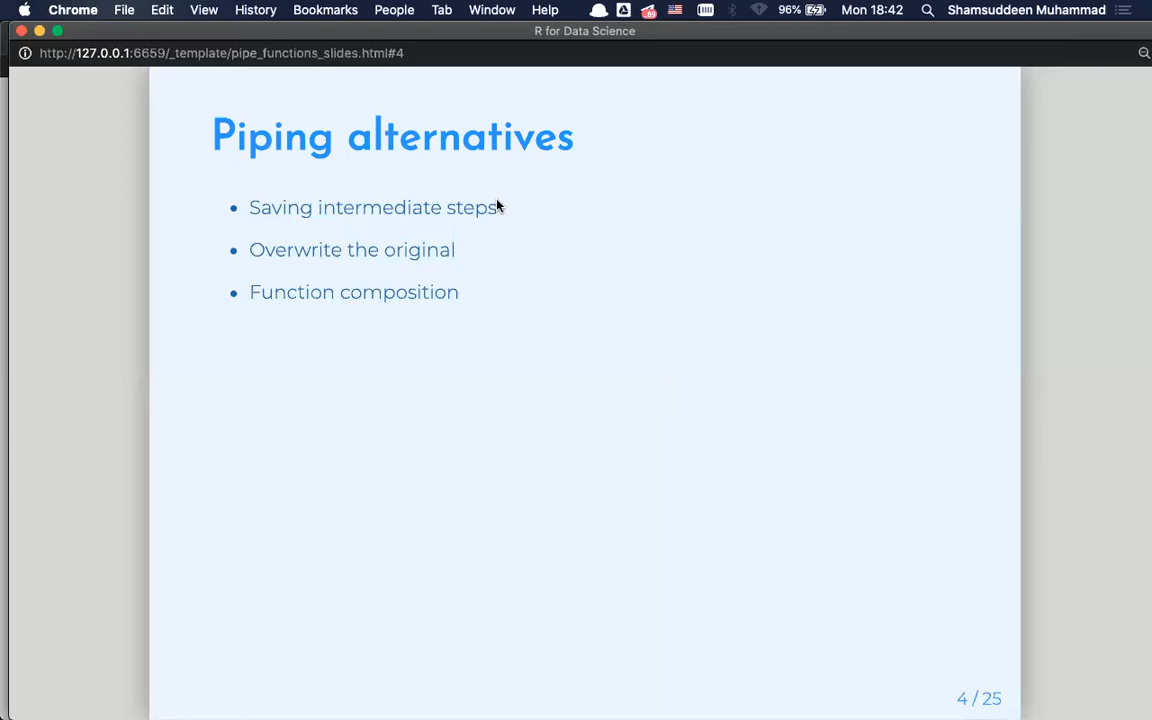 Chrome File Edit View History Bookmarks People Tab Window Help 89 96% Mon 18:42 Shamsuddeen Muhammad
R for Data Science
http://127.0.0.1:6659/_template/pipe_functions_slides.html#4
Piping alternatives
• Saving intermediate steps
• Overwrite the original
• Function composition
4 / 25